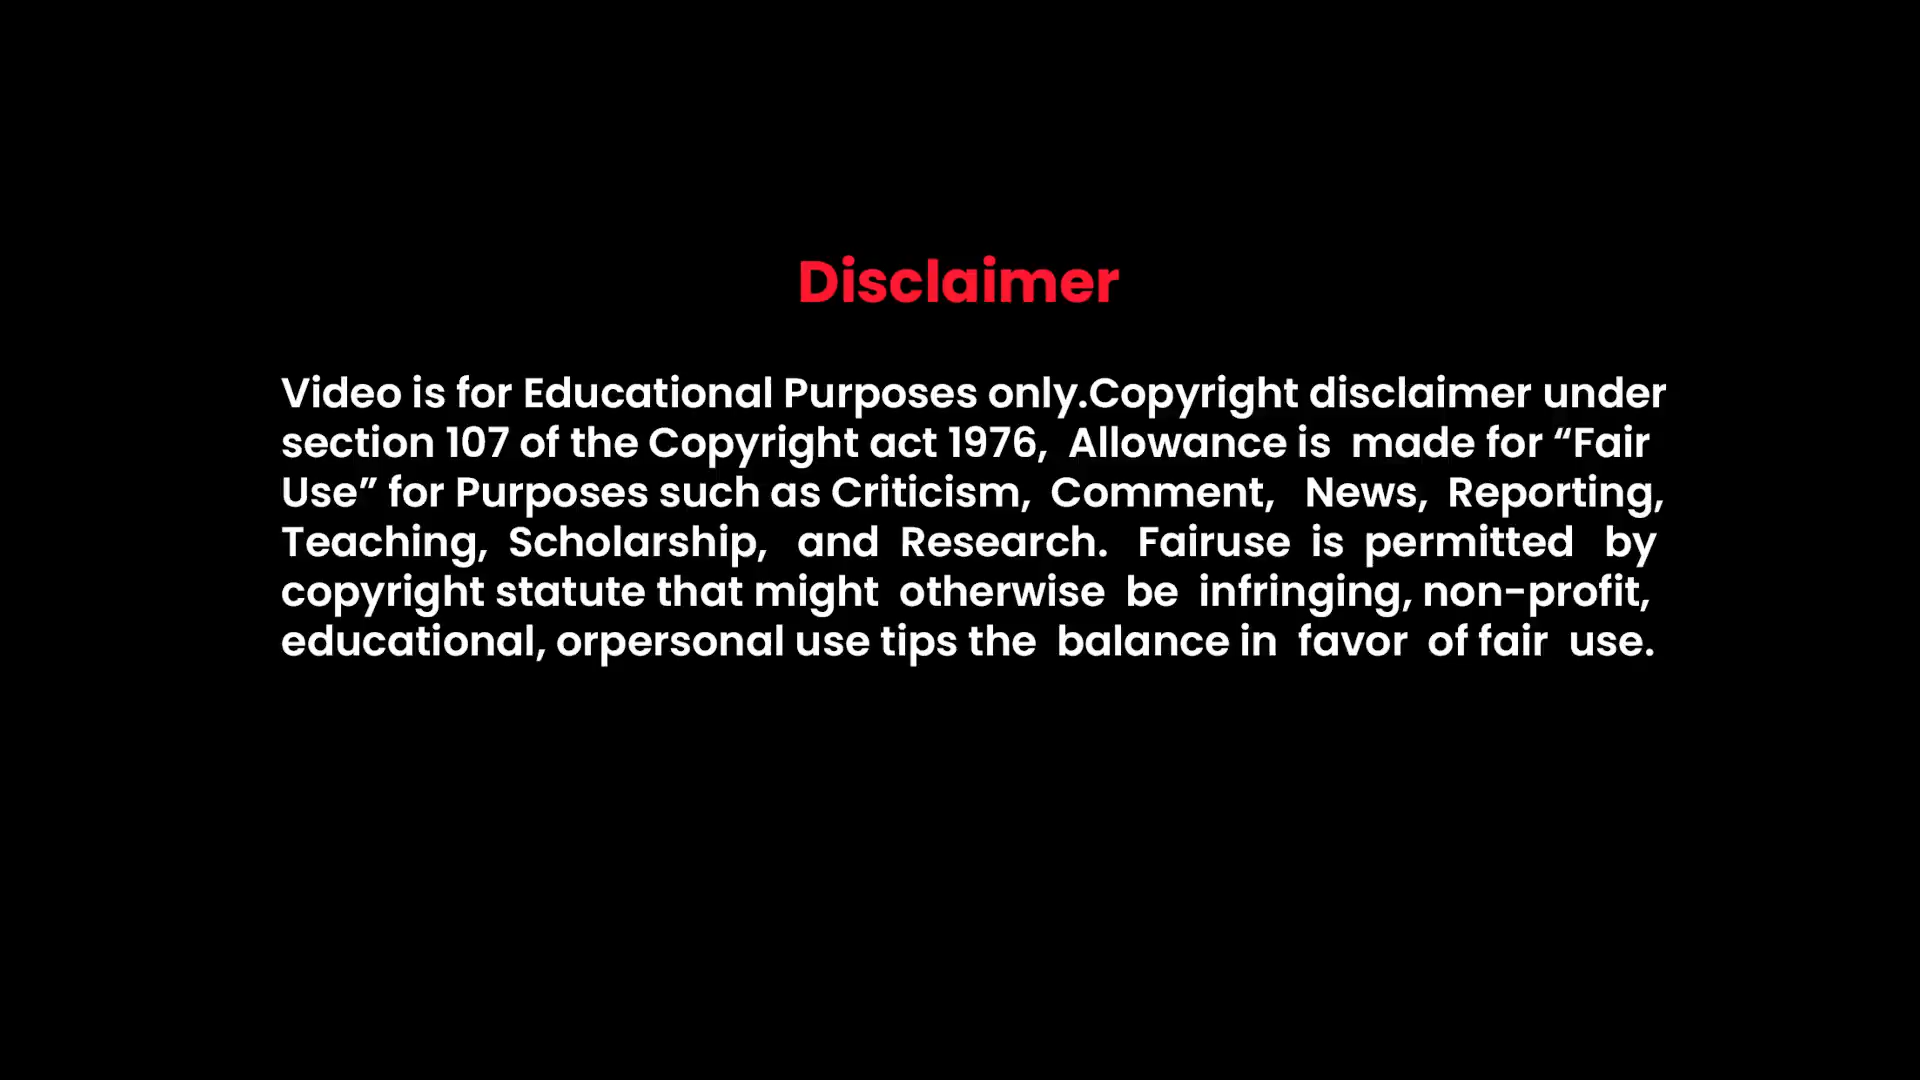 Disclaimer
Video is for Educational Purposes only.Copyright disclaimer under
section 107 of the Copyright act 1976, Allowance is made for “Fair
Use” for Purposes such as Criticism, Comment, News, Reporting,
Teaching, Scholarship, and Research. Fairuse is permitted by
copyright statute that might otherwise be infringing, non-profit,
educational, orpersonal use tips the balance in favor of fair use.